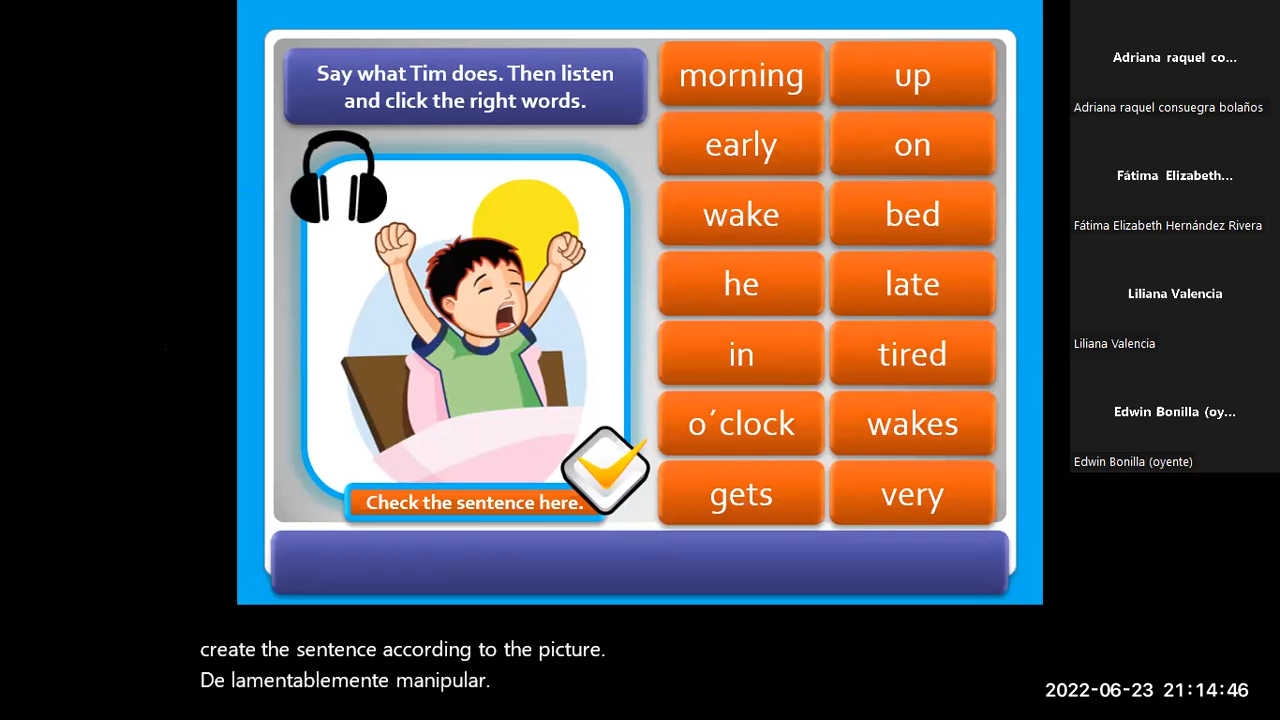 Say what Tim does. Then listen
and click the right words.
morning
up
early
on
wake
bed
he
late
in
tired
o´clock
wakes
gets
very
Check the sentence here.
create the sentence according to the picture.
De lamentablemente manipular.
Adriana raquel co...
Adriana raquel consuegra bolaños
Fátima Elizabeth...
Fátima Elizabeth Hernández Rivera
Liliana Valencia
Liliana Valencia
Edwin Bonilla (oy...
Edwin Bonilla (oyente)
2022-06-23 21:14:46